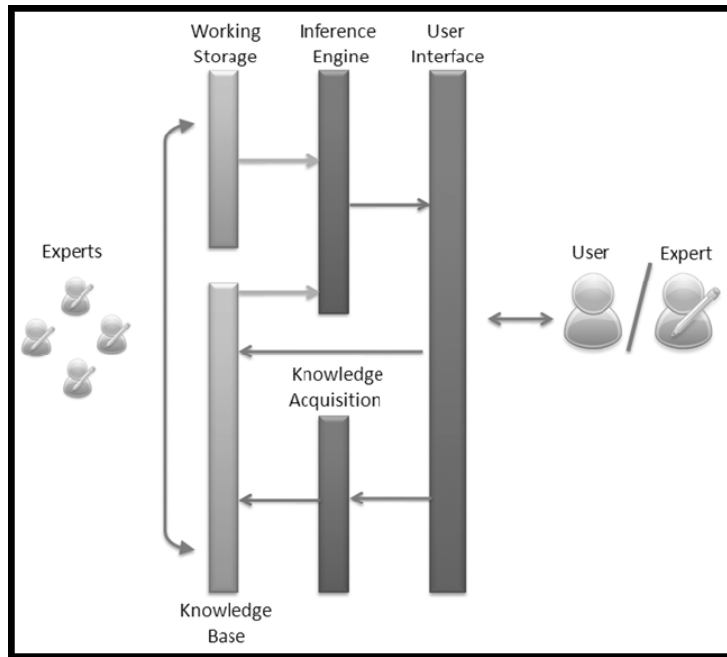 Working
Storage
Inference
Engine
User
Interface
Experts
User
Expert
Knowledge
Acquisition
Knowledge
Base